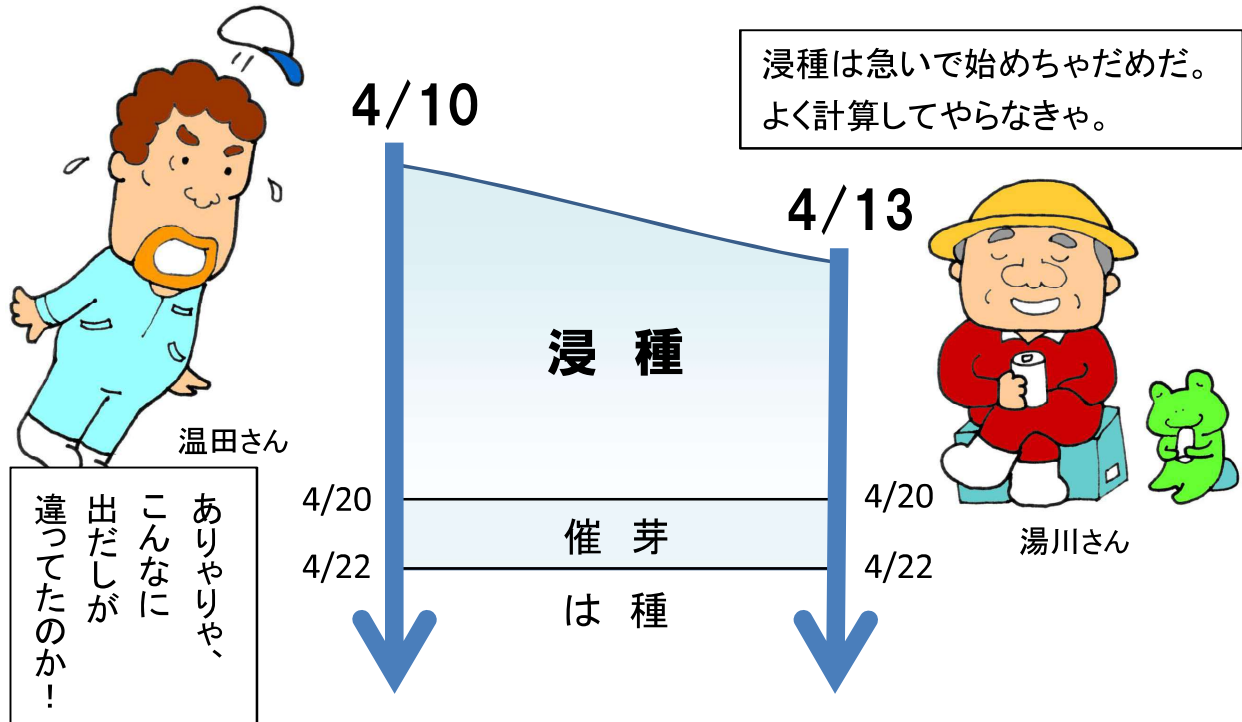 浸種は急いで始めちゃだめだ。
よく計算してやらなきゃ。
4/10
4/13
浸 種
温田さん
湯川さん
4/20
4/20
催 芽
4/22
4/22
は 種
ありゃりゃ、
こんなに
出だしが
違ってたのか！